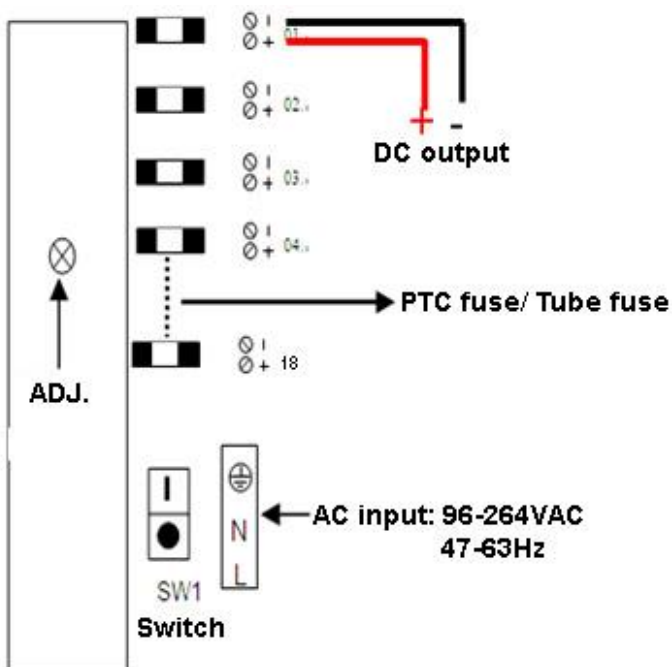 I
+ 01.
+ -
DC output
I
+ 02.
I
+ 03.
I
+ 04.
PTC fuse/ Tube fuse
I
+ 18
ADJ.
I
N
L
AC input: 96-264VAC
47-63Hz
SW1
Switch